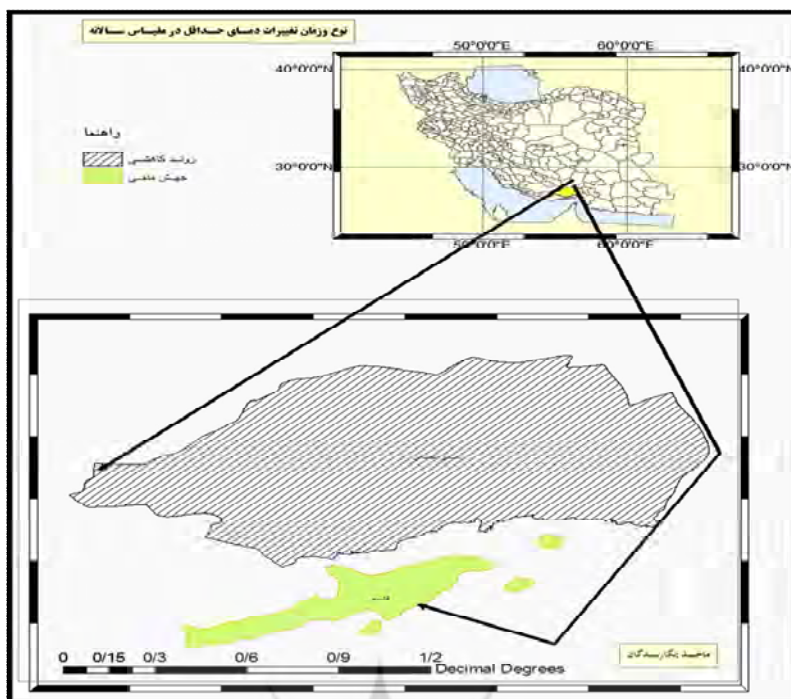 نوع وزمان تغییرات دمای حداقل در مقیاس سالانه
50°0'0"E 60°0'0"E
40°0'0"N 40°0'0"N
راهنما
روند کاهشی
جهش منفی
30°0'0"N 30°0'0"N
50°0'0"E 60°0'0"E
قشم
ماخذ نگارندگان
0 0/15 0/3 0/6 0/9 1/2
Decimal Degrees